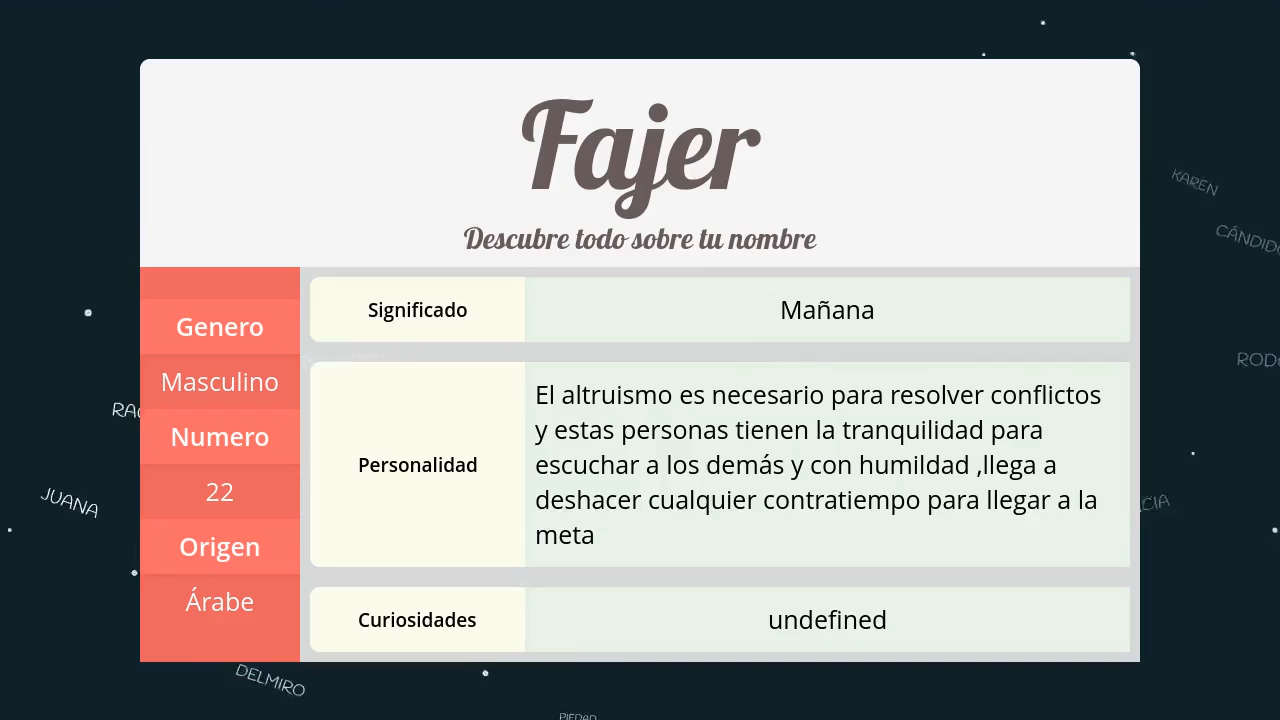 Fajer
Descubre todo sobre tu nombre
Genero
Masculino
Numero
22
Origen
Árabe
Significado
Mañana
Personalidad
El altruismo es necesario para resolver conflictos
y estas personas tienen la tranquilidad para
escuchar a los demás y con humildad ,llega a
deshacer cualquier contratiempo para llegar a la
meta
Curiosidades
undefined
KAREN
JUANA
DELMIRO
PIEDAD